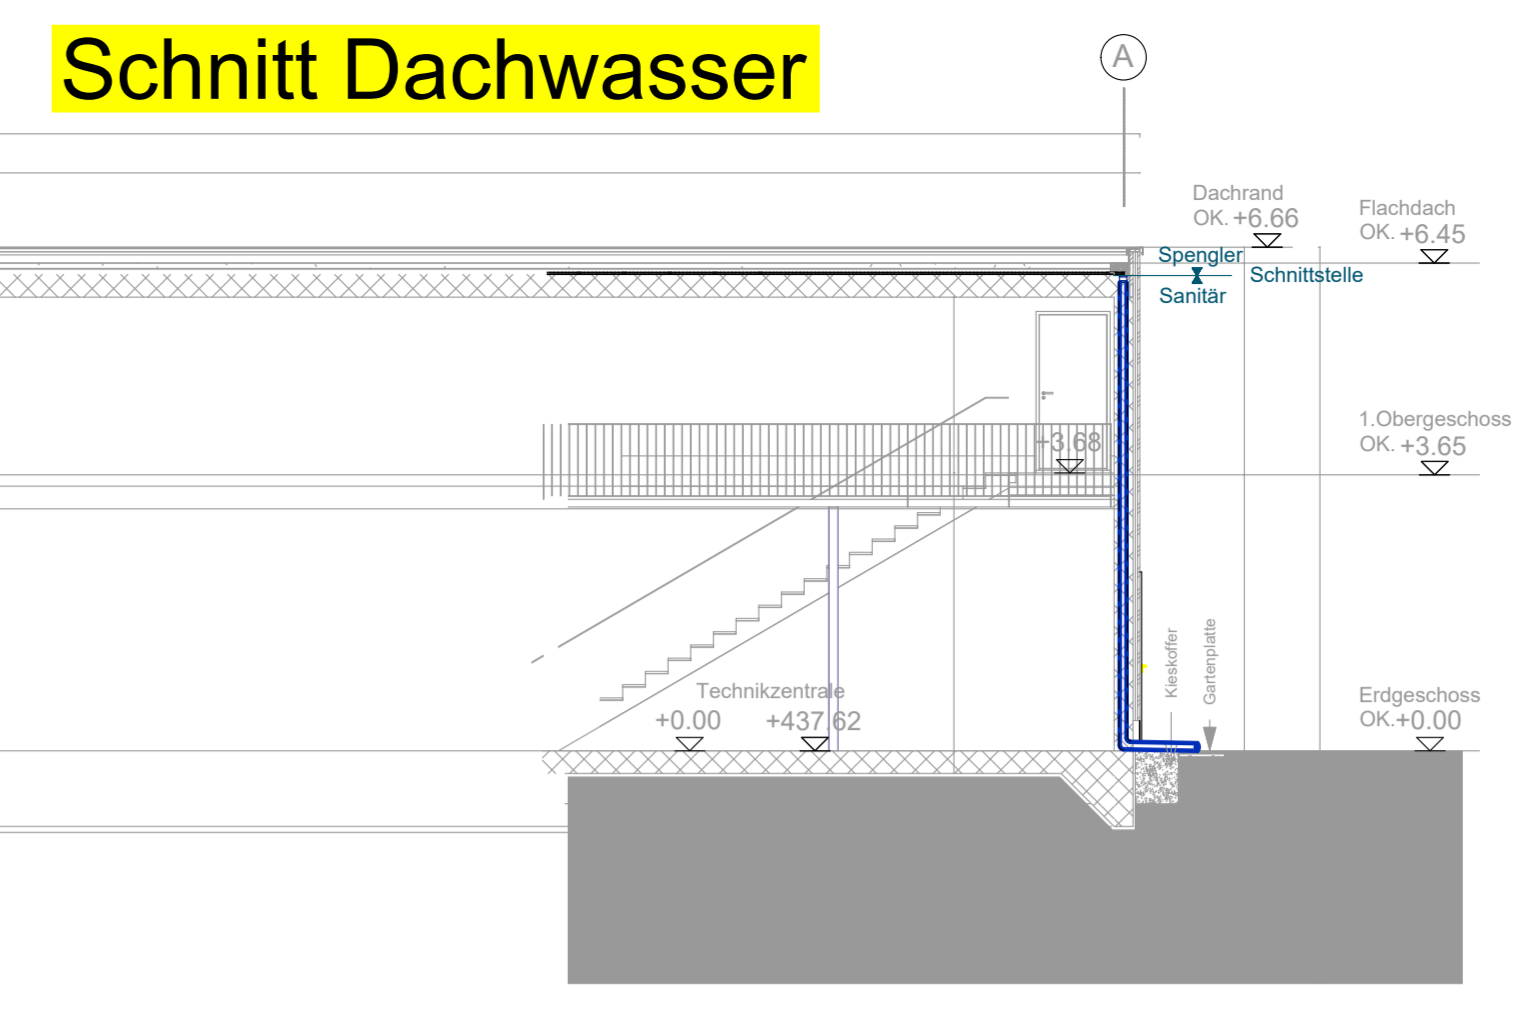 Schnitt Dachwasser
A
Dachrand
OK. +6.66
Flachdach
OK. +6.45
Spengler
Schnittstelle
Sanitär
1.Obergeschoss
OK. +3.65
+3.68
Kieskoffer
Gartenplatte
Technikzentrale
+0.00 +437.62
Erdgeschoss
OK.+0.00